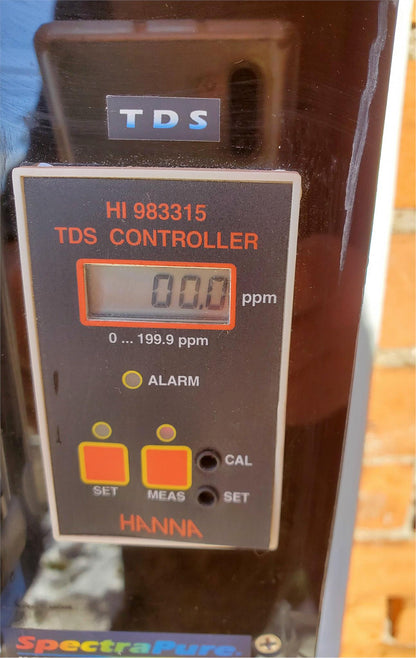 TDS
HI 983315
TDS CONTROLLER
00.0 ppm
0 ... 199.9 ppm
ALARM
CAL
SET MEAS SET
HANNA
SpectraPure